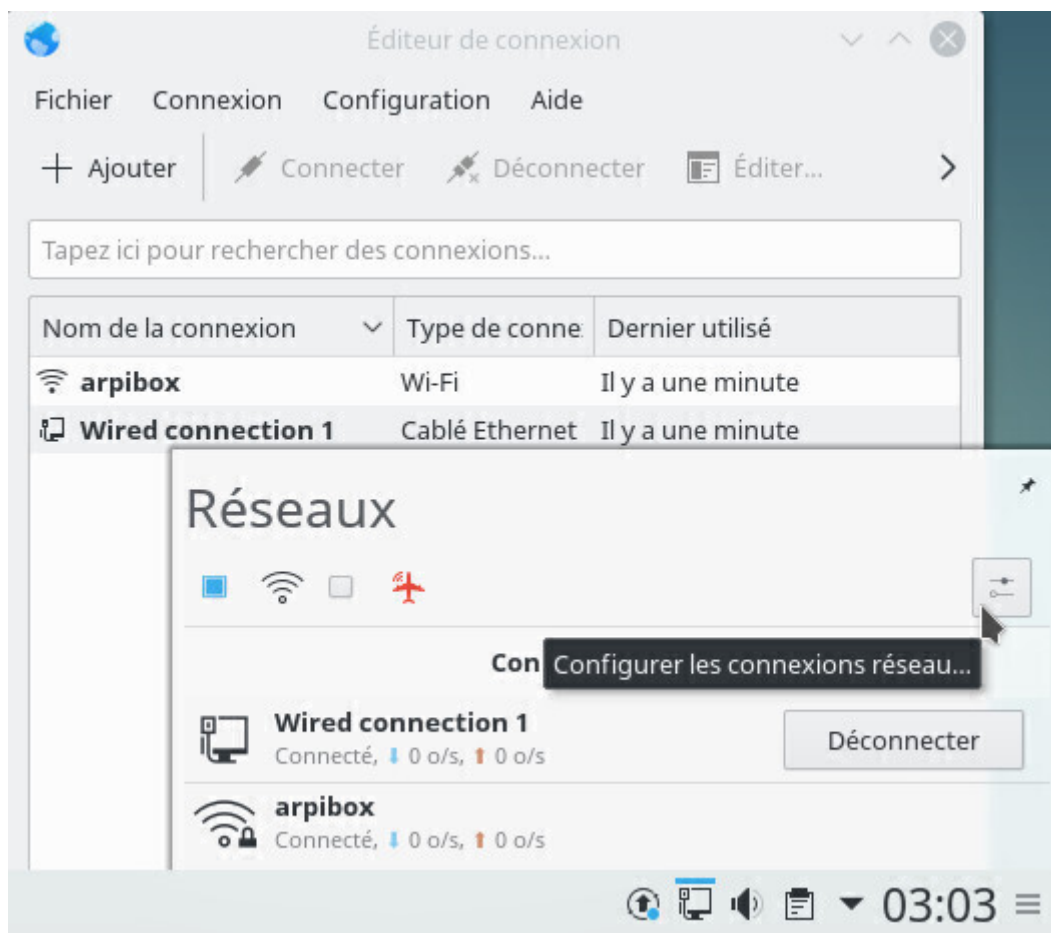 Éditeur de connexion
Fichier Connexion Configuration Aide
Ajouter Connecter Déconnecter Éditer...
Tapez ici pour rechercher des connexions...
Nom de la connexion Type de conne Dernier utilisé
arpibox Wi-Fi Il y a une minute
Wired connection 1 Cablé Ethernet Il y a une minute
Réseaux
Con
Configurer les connexions réseau...
Wired connection 1
Connecté, ⬇ 0 o/s, ⬆ 0 o/s
Déconnecter
arpibox
Connecté, ⬇ 0 o/s, ⬆ 0 o/s
03:03